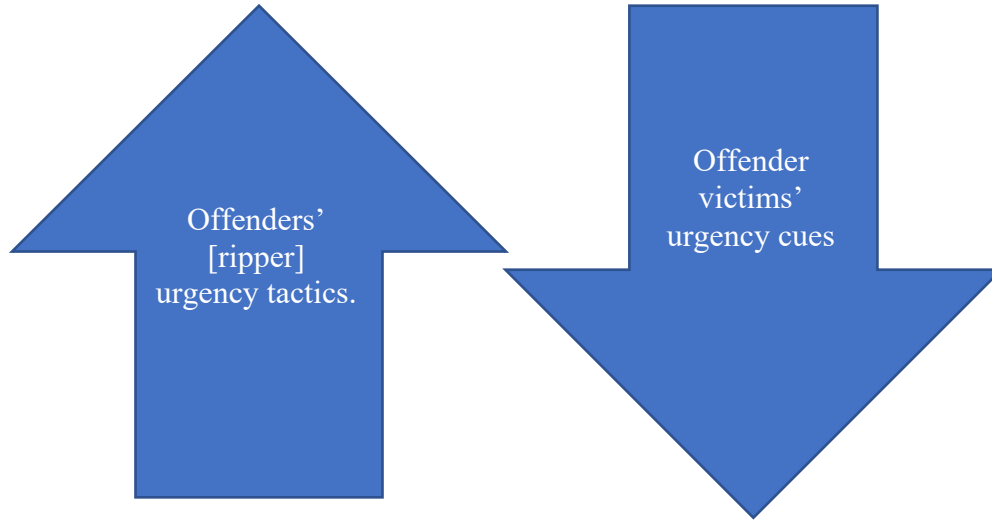 Offenders’
[ripper]
urgency tactics.
Offender
victims’
urgency cues